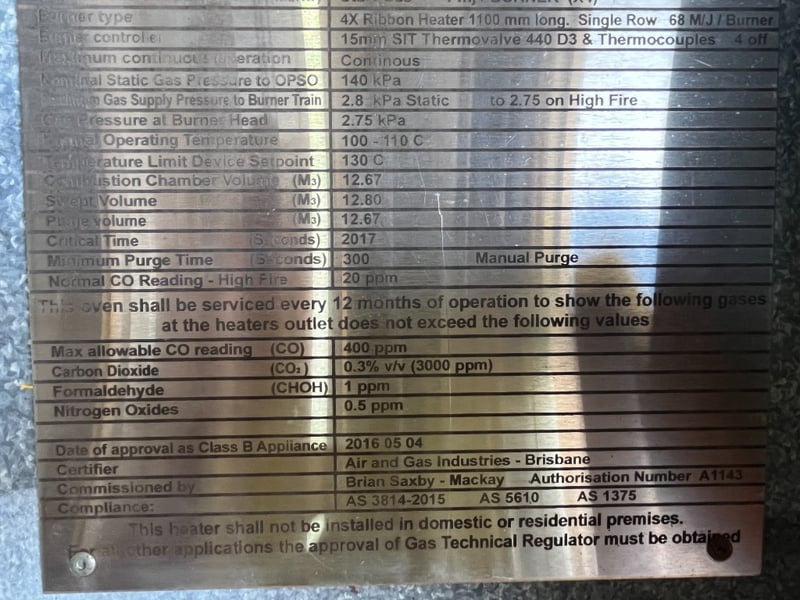 Burner type 4X Ribbon Heater 1100 mm long. Single Row 68 M/J / Burner
Burner controller 15mm SIT Thermovalve 440 D3 & Thermocouples 4 off
Maximum continuous operation Continous
Nominal Static Gas Pressure to OPSO 140 kPa
Gas Supply Pressure to Burner Train 2.8 kPa Static to 2.75 on High Fire
Gas Pressure at Burner Head 2.75 kPa
Normal Operating Temperature 100 - 110 C
Temperature Limit Device Setpoint 130 C
Combustion Chamber Volume (M3) 12.67
Swept Volume (M3) 12.80
Purge volume (M3) 12.67
Critical Time (Seconds) 2017
Minimum Purge Time (Seconds) 300 Manual Purge
Normal CO Reading - High Fire 20 ppm
This oven shall be serviced every 12 months of operation to show the following gases
at the heaters outlet does not exceed the following values
Max allowable CO reading (CO) 400 ppm
Carbon Dioxide (CO2) 0.3% v/v (3000 ppm)
Formaldehyde (CHOH) 1 ppm
Nitrogen Oxides 0.5 ppm
Date of approval as Class B Appliance 2016 05 04
Certifier Air and Gas Industries - Brisbane
Commissioned by Brian Saxby - Mackay Authorisation Number A1143
Compliance: AS 3814-2015 AS 5610 AS 1375
This heater shall not be installed in domestic or residential premises.
For all other applications the approval of Gas Technical Regulator must be obtained